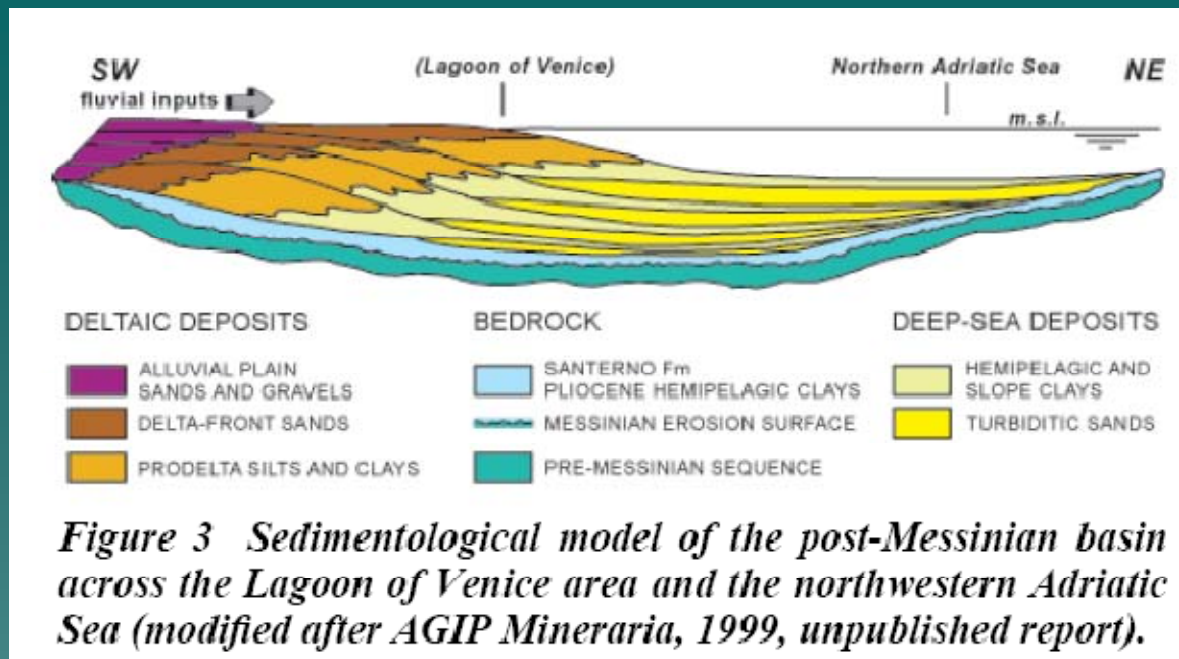 SW
(Lagoon of Venice)
Northern Adriatic Sea
NE
fluvial inputs
m.s.l.
DELTAIC DEPOSITS
ALLUVIAL PLAIN
SANDS AND GRAVELS
DELTA-FRONT SANDS
PRODELTA SILTS AND CLAYS
BEDROCK
SANTERNO Fm
PLIOCENE HEMIPELAGIC CLAYS
MESSINIAN EROSION SURFACE
PRE-MESSINIAN SEQUENCE
DEEP-SEA DEPOSITS
HEMIPELAGIC AND
SLOPE CLAYS
TURBIDITIC SANDS
Figure 3 Sedimentological model of the post-Messinian basin
across the Lagoon of Venice area and the northwestern Adriatic
Sea (modified after AGIP Mineraria, 1999, unpublished report).